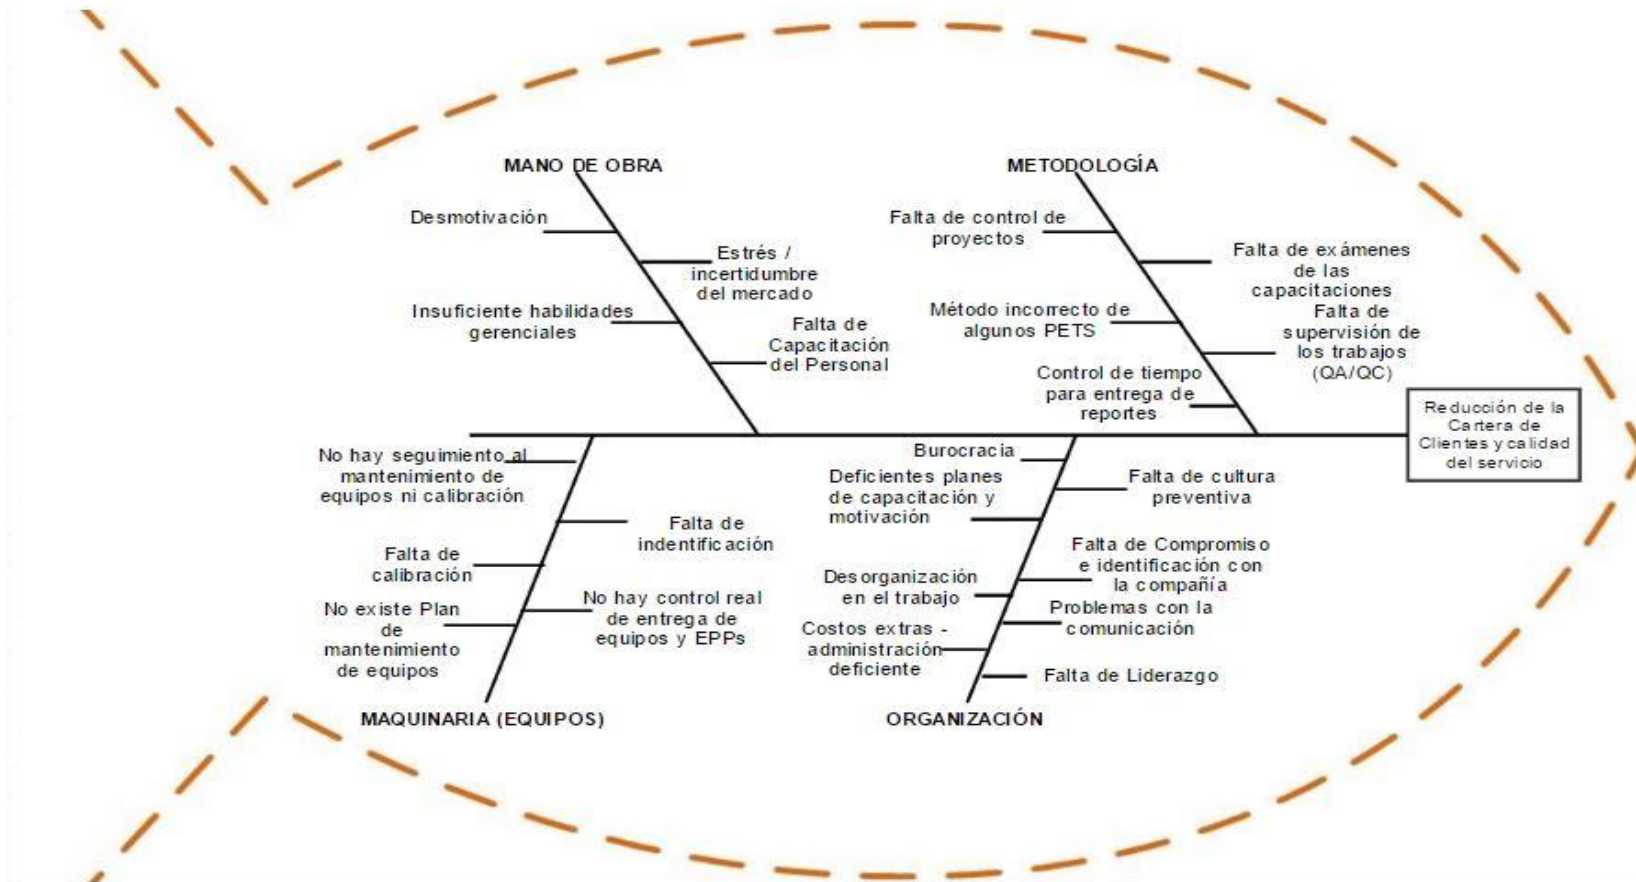 MANO DE OBRA
Desmotivación
Estrés /
incertidumbre
del mercado
Insuficiente habilidades
gerenciales
Falta de
Capacitación
del Personal
METODOLOGÍA
Falta de control de
proyectos
Falta de exámenes
de las
capacitaciones
Método incorrecto de
algunos PETS
Falta de
supervisión de
los trabajos
(QA/QC)
Control de tiempo
para entrega de
reportes
Reducción de la
Cartera de
Clientes y calidad
del servicio
No hay seguimiento al
mantenimiento de
equipos ni calibración
Falta de
indentificación
Falta de
calibración
No hay control real
de entrega de
equipos y EPPs
No existe Plan
de
mantenimiento
de equipos
MAQUINARIA (EQUIPOS)
Burocracia
Falta de cultura
preventiva
Deficientes planes
de capacitación y
motivación
Falta de Compromiso
e identificación con
la compañía
Desorganización
en el trabajo
Problemas con la
comunicación
Costos extras -
administración
deficiente
Falta de Liderazgo
ORGANIZACIÓN